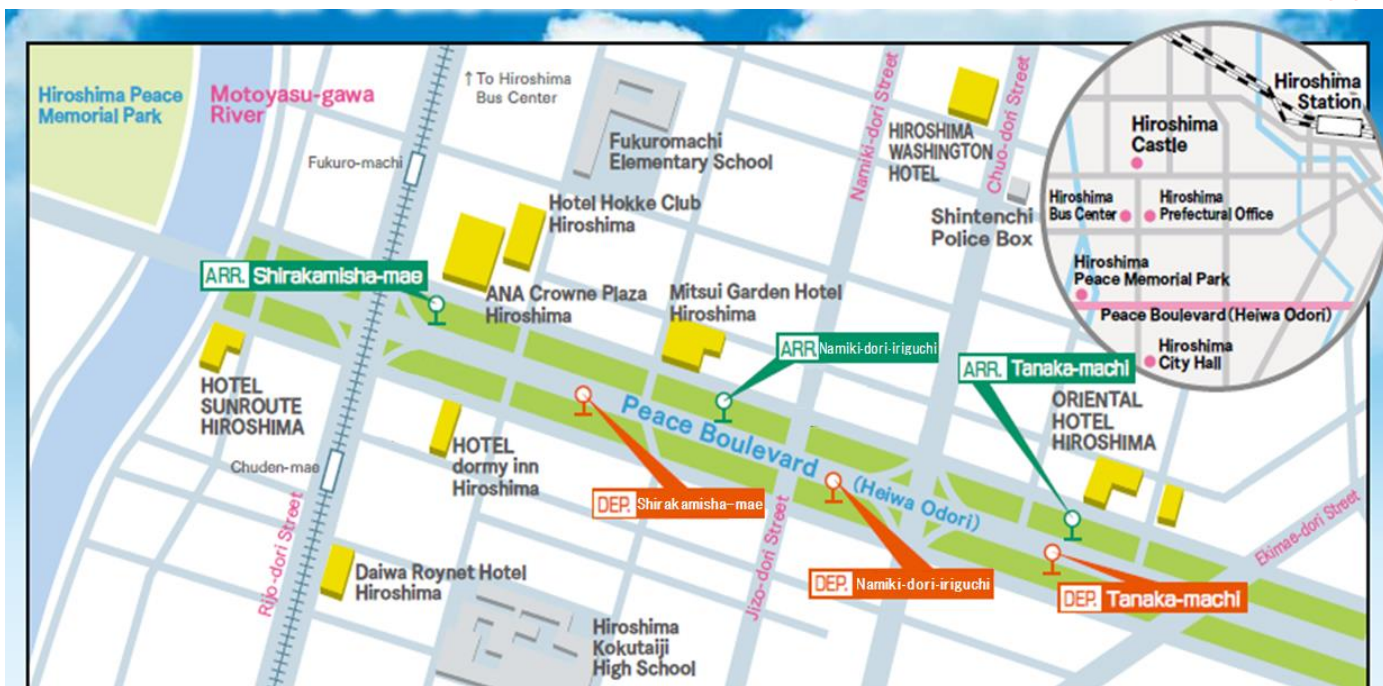 Hiroshima Peace
Memorial Park
Motoyasu-gawa
River
↑ To Hiroshima
Bus Center
Fukuro-machi
Fukuromachi
Elementary School
Namiki-dori Street
HIROSHIMA
WASHINGTON
HOTEL
Chuo-dori Street
Shintenchi
Police Box
Hiroshima
Station
Hiroshima
Castle
Hiroshima
Bus Center
Hiroshima
Prefectural Office
Hiroshima
Peace Memorial Park
Peace Boulevard (Heiwa Odori)
Hiroshima
City Hall
Hotel Hokke Club
Hiroshima
ARR. Shirakamisha-mae
ANA Crowne Plaza
Hiroshima
Mitsui Garden Hotel
Hiroshima
ARR. Namiki-dori-iriguchi
ARR. Tanaka-machi
ORIENTAL
HOTEL
HIROSHIMA
HOTEL
SUNROUTE
HIROSHIMA
Peace Boulevard
(Heiwa Odori)
HOTEL
dormy inn
Hiroshima
Chuden-mae
DEP. Shirakamisha-mae
Ekimae-dori Street
Rijo-dori Street
Jizo-dori Street
DEP. Namiki-dori-iriguchi
DEP. Tanaka-machi
Daiwa Roynet Hotel
Hiroshima
Hiroshima
Kokutaiji
High School